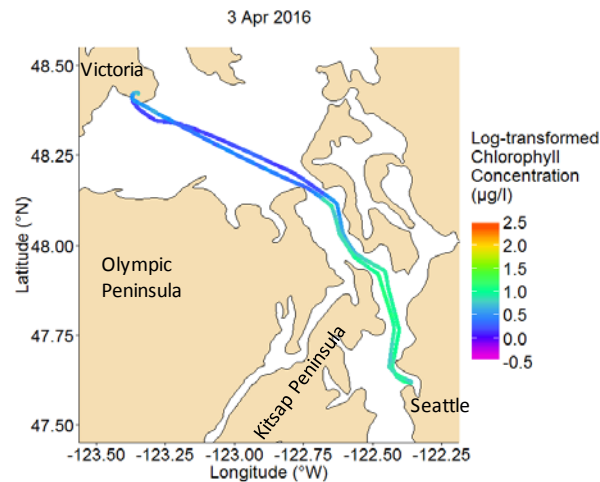 3 Apr 2016
48.50
48.25
48.00
47.75
47.50
Latitude (°N)
Victoria
Olympic
Peninsula
Kitsap Peninsula
Seattle
-123.50 -123.25 -123.00 -122.75 -122.50 -122.25
Longitude (°W)
Log-transformed
Chlorophyll
Concentration
(µg/l)
2.5
2.0
1.5
1.0
0.5
0.0
-0.5